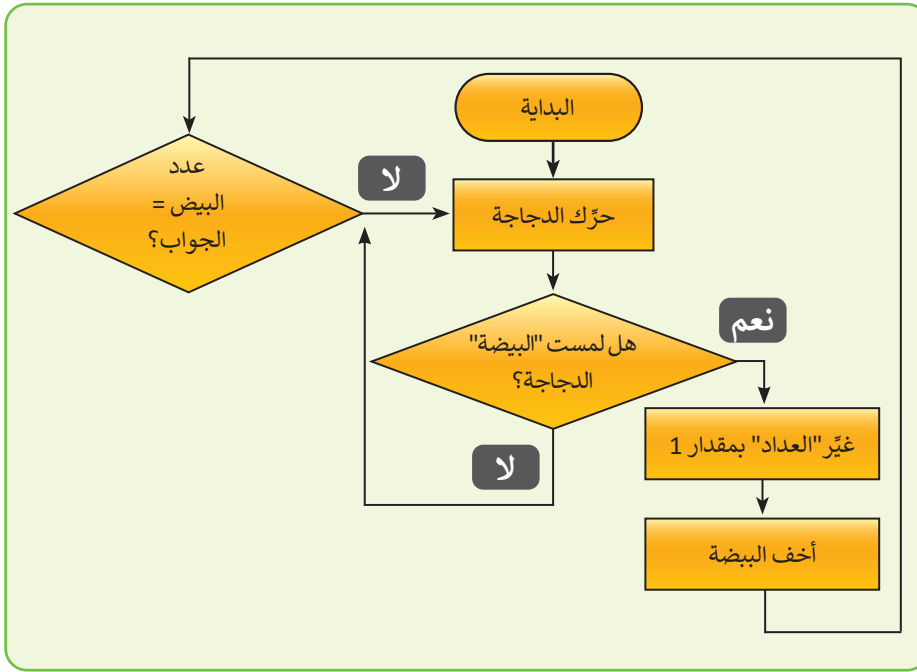 البداية
حرِّك الدجاجة
هل لمست "البيضة"
الدجاجة؟
نعم
غيِّر "العداد" بمقدار 1
أخف البيضة
لا
عدد
البيض =
الجواب؟
لا